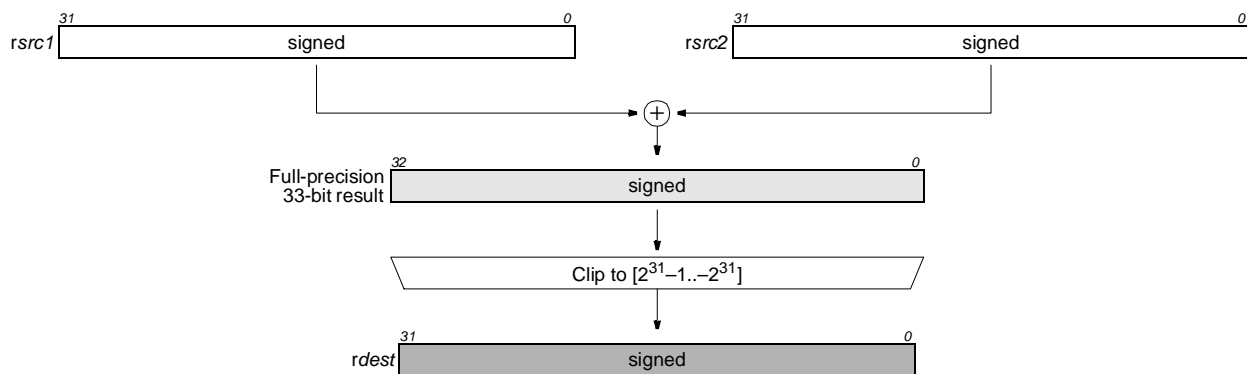 31 0 31 0
rsrc1 signed rsrc2 signed
+
32 0
Full-precision
33-bit result
signed
Clip to [2³¹–1..–2³¹]
31 0
rdest signed